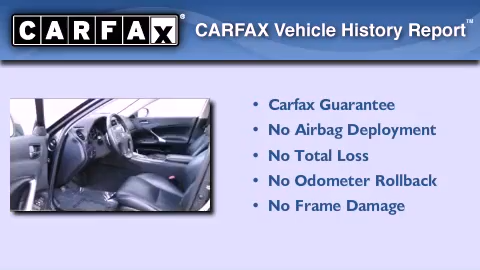 CARFAX® CARFAX Vehicle History Report™
• Carfax Guarantee
• No Airbag Deployment
• No Total Loss
• No Odometer Rollback
• No Frame Damage